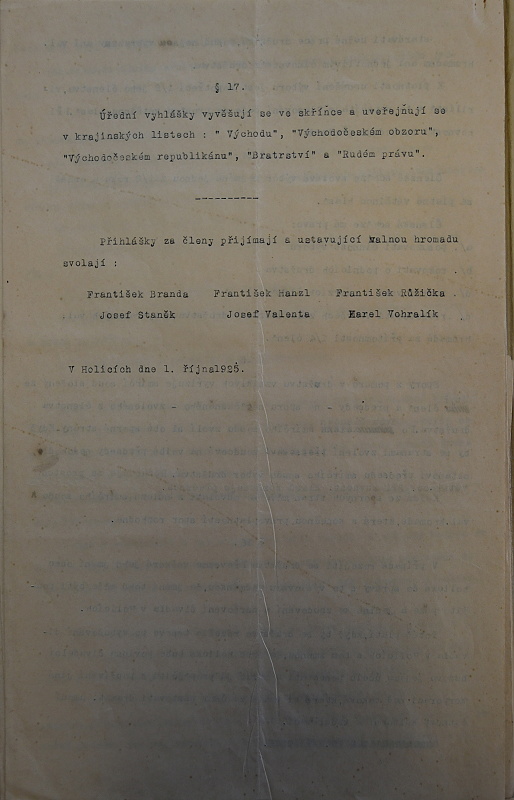 § 17.
Úřední vyhlášky vyvěšují se ve skřínce a uveřejňují se
v krajinských listech : " Východu", "Východočeském obzoru",
"Východočeském republikánu", "Bratrství" a "Rudém právu".
----------
Přihlášky za členy přijímají a ustavující valnou hromadu
svolají :
František Branda František Hanzl František Růžička .
Josef Staněk Josef Valenta Karel Vohralík .
V Holicích dne 1. října